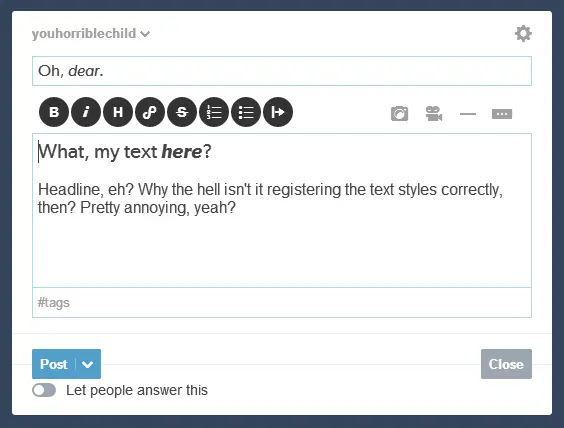 youhorriblechild
Oh, dear.
B i H S
What, my text here?
Headline, eh? Why the hell isn't it registering the text styles correctly,
then? Pretty annoying, yeah?
#tags
Post
Close
Let people answer this